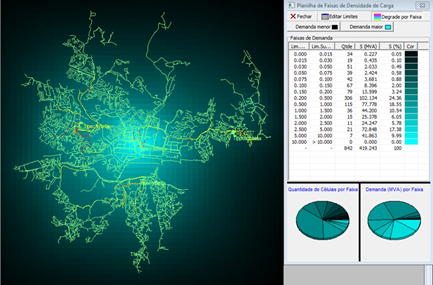 Planilha de Faixas de Densidade de Carga
Fechar Editar Limites Degrade por Faixa
Demanda menor Demanda maior
Faixas de Demanda
Lim.... Lim.Su... Qtde S (MVA) S (%) Cor
0.000 0.015 34 0.227 0.05
0.015 0.030 19 0.435 0.10
0.030 0.050 51 2.033 0.49
0.050 0.075 39 2.424 0.58
0.075 0.100 42 3.681 0.88
0.100 0.150 67 8.396 2.00
0.150 0.200 78 13.599 3.24
0.200 0.500 306 102.134 24.36
0.500 1.000 115 77.778 18.55
1.000 1.500 36 44.200 10.54
1.500 2.000 15 25.378 6.05
2.000 2.500 11 24.247 5.78
2.500 5.000 21 72.848 17.38
5.000 10.000 7 41.863 9.99
10.000 > 10.000 0 0.000 0.00
- - 842 419.243 100
Quantidade de Células por Faixa Demanda (MVA) por Faixa